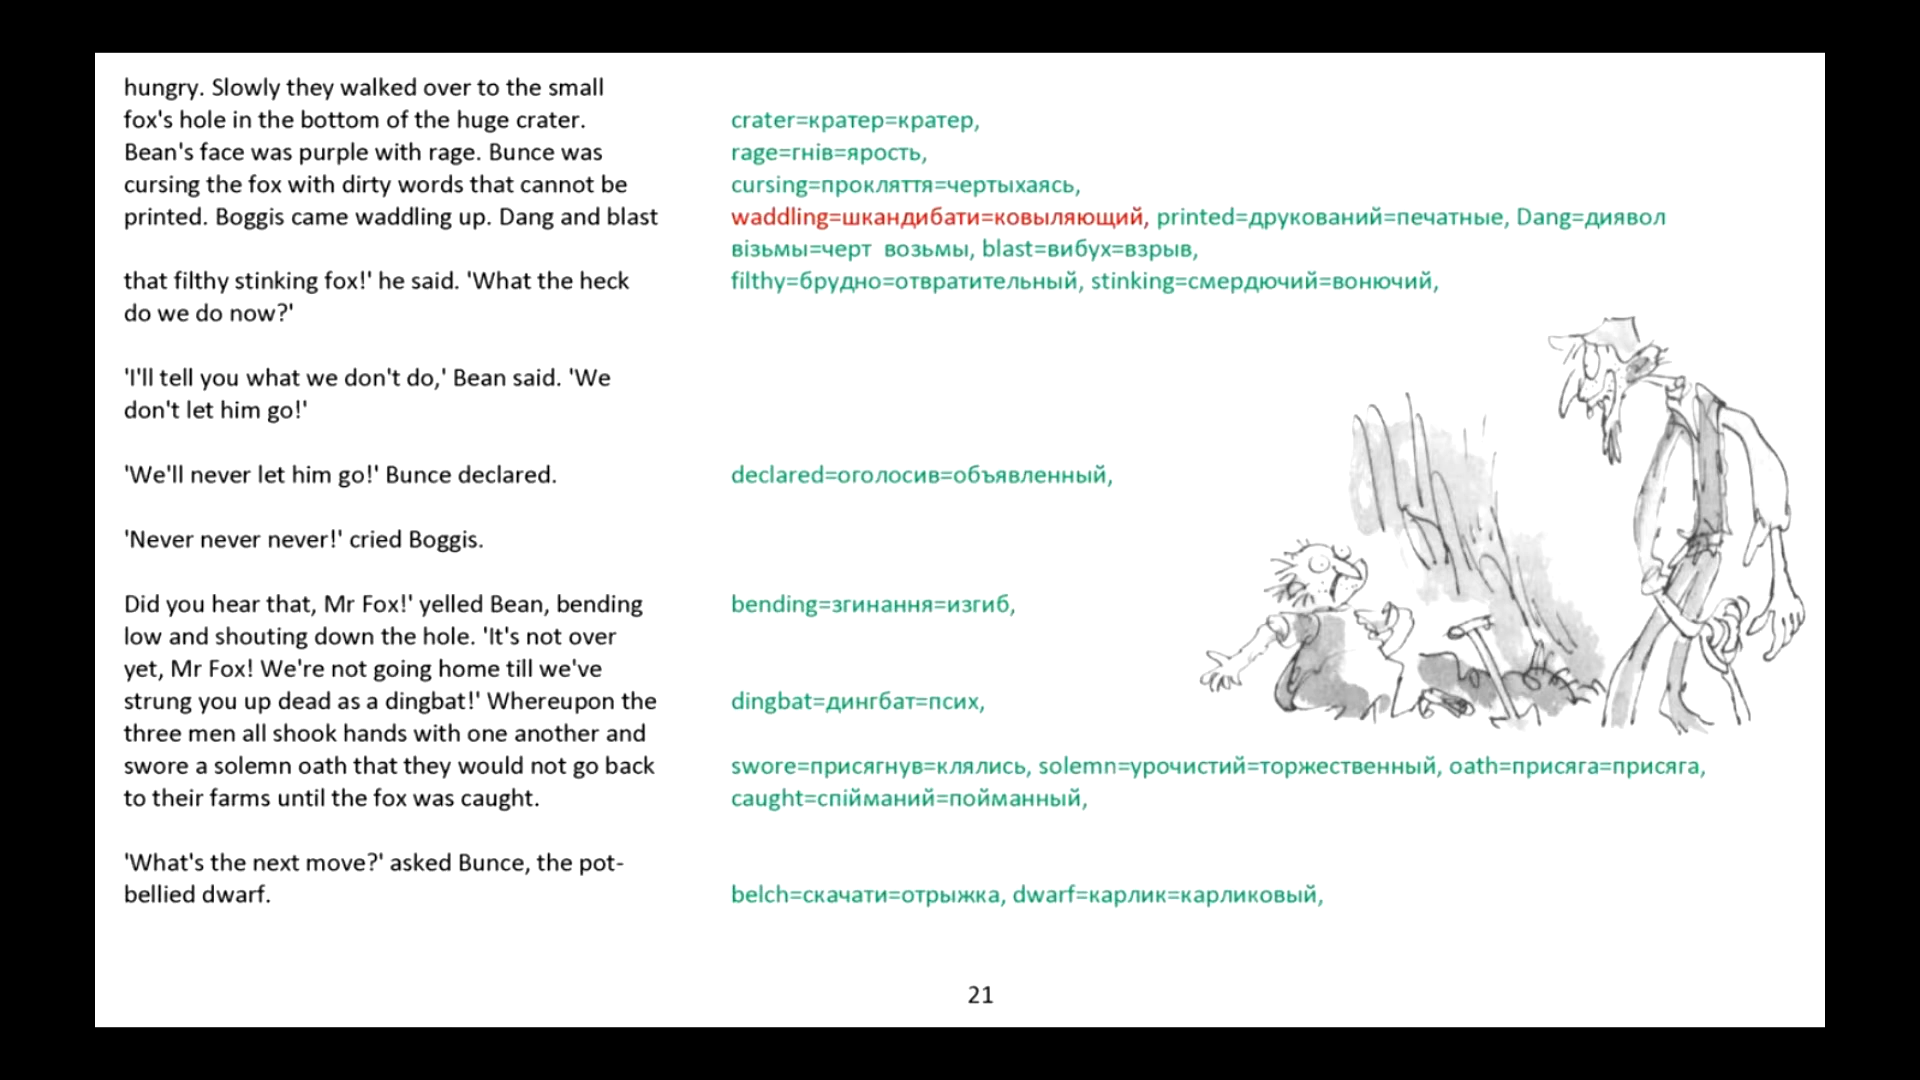 hungry. Slowly they walked over to the small
fox's hole in the bottom of the huge crater.
crater=кратер=кратер,
Bean's face was purple with rage. Bunce was
rage=гнів=ярость,
cursing the fox with dirty words that cannot be
cursing=прокляття=чертыхаясь,
printed. Boggis came waddling up. Dang and blast
waddling=шкандибати=ковыляющий, printed=друкований=печатные, Dang=диявол
візьмы=черт возьмы, blast=вибух=взрыв,
that filthy stinking fox!' he said. 'What the heck
filthy=брудно=отвратительный, stinking=смердючий=вонючий,
do we do now?'
'I'll tell you what we don't do,' Bean said. 'We
don't let him go!'
'We'll never let him go!' Bunce declared.
declared=оголосив=объявленный,
'Never never never!' cried Boggis.
Did you hear that, Mr Fox!' yelled Bean, bending
bending=згинання=изгиб,
low and shouting down the hole. 'It's not over
yet, Mr Fox! We're not going home till we've
strung you up dead as a dingbat!' Whereupon the
dingbat=дингбат=псих,
three men all shook hands with one another and
swore a solemn oath that they would not go back
swore=присягнув=клялись, solemn=урочистий=торжественный, oath=присяга=присяга,
to their farms until the fox was caught.
caught=спійманий=пойманный,
'What's the next move?' asked Bunce, the pot-
bellied dwarf.
belch=скачати=отрыжка, dwarf=карлик=карликовый,
21